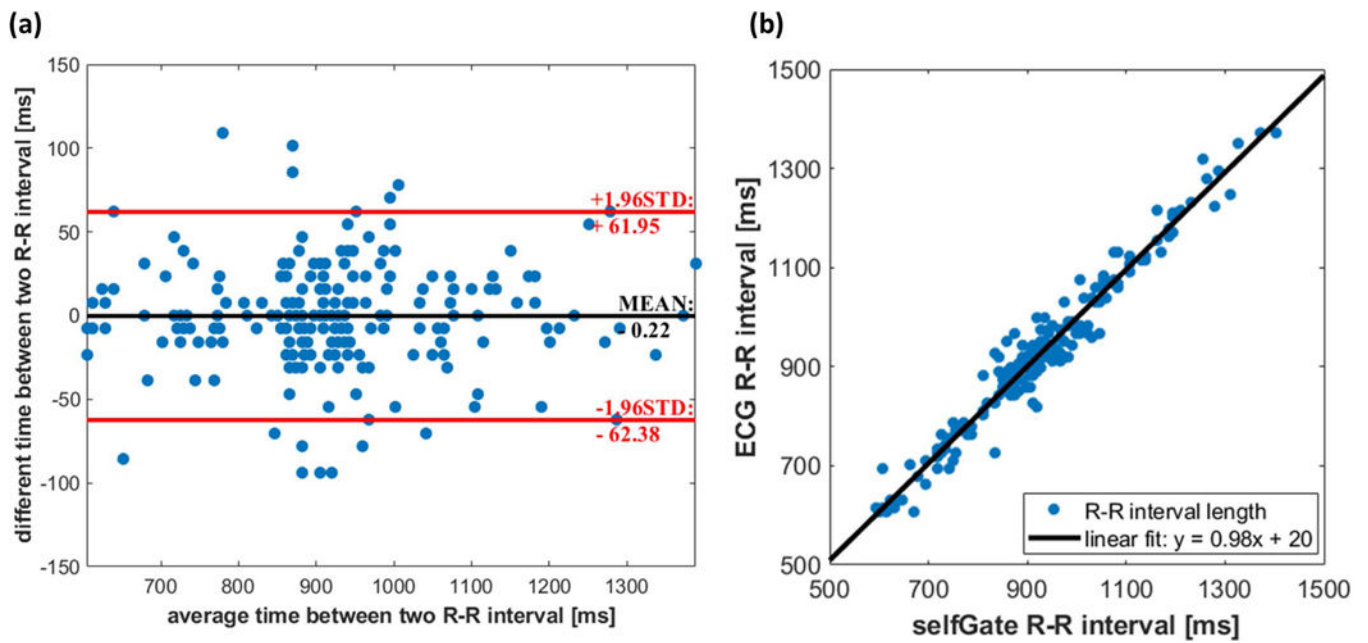 (a)
150
100
50
0
-50
-100
-150
different time between two R-R interval [ms]
+1.96STD:
+ 61.95
MEAN:
- 0.22
-1.96STD:
- 62.38
700 800 900 1000 1100 1200 1300
average time between two R-R interval [ms]
(b)
1500
1300
1100
900
700
500
ECG R-R interval [ms]
R-R interval length
linear fit: y = 0.98x + 20
500 700 900 1100 1300 1500
selfGate R-R interval [ms]